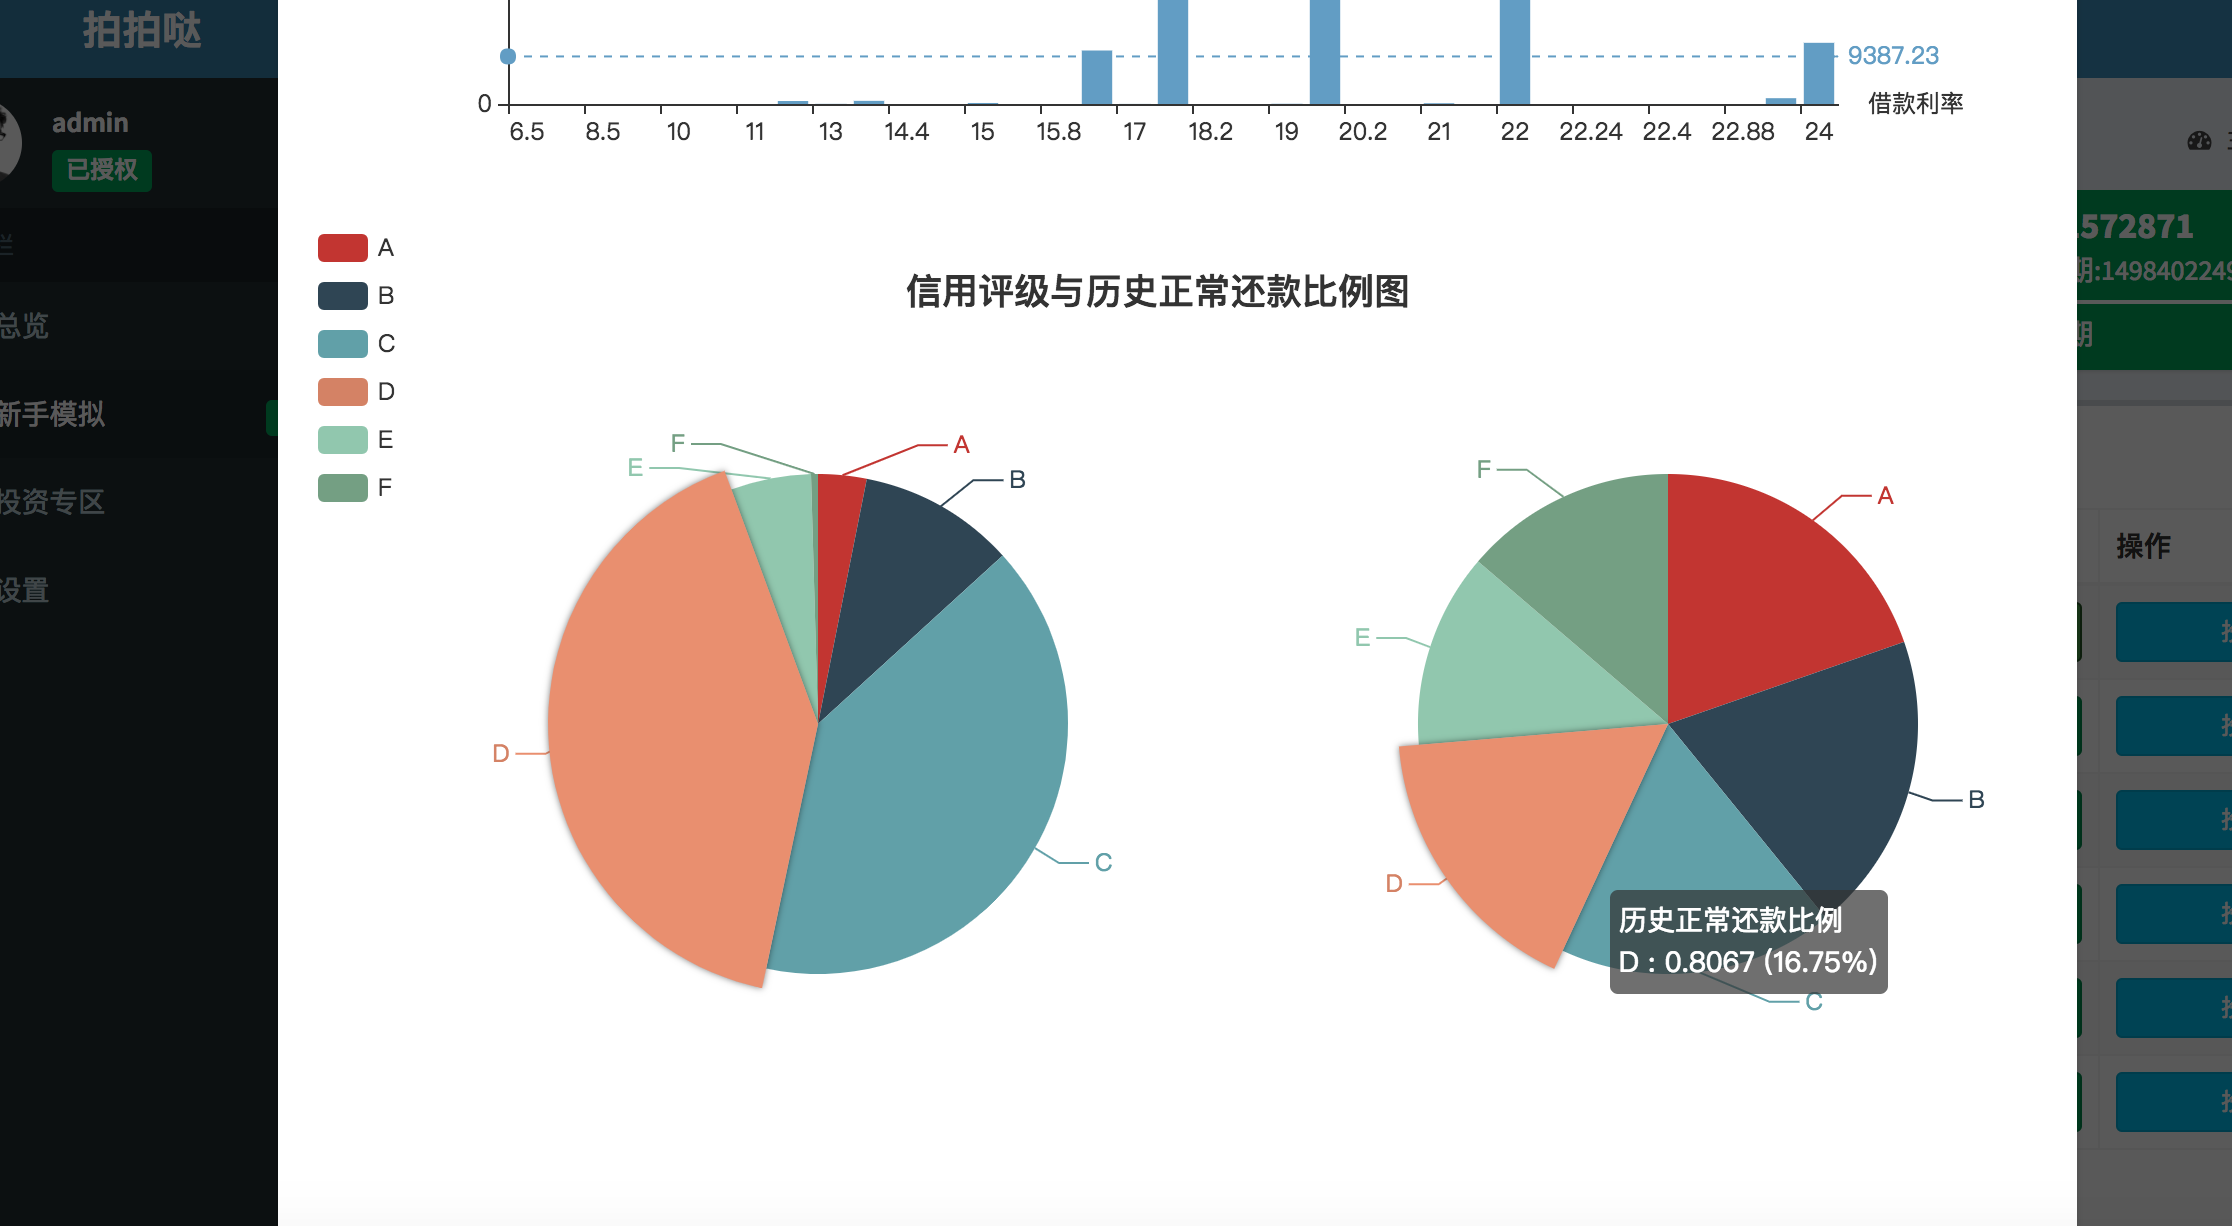 拍拍哒
admin
已授权
总览
新手模拟
投资专区
设置
9387.23
0
借款利率
6.5 8.5 10 11 13 14.4 15 15.8 17 18.2 19 20.2 21 22 22.24 22.4 22.88 24
A
B
C
D
E
F
信用评级与历史正常还款比例图
F
E
A
B
D
C
F
A
E
B
D
C
历史正常还款比例
D : 0.8067 (16.75%)
572871
期:149840224
期
操作